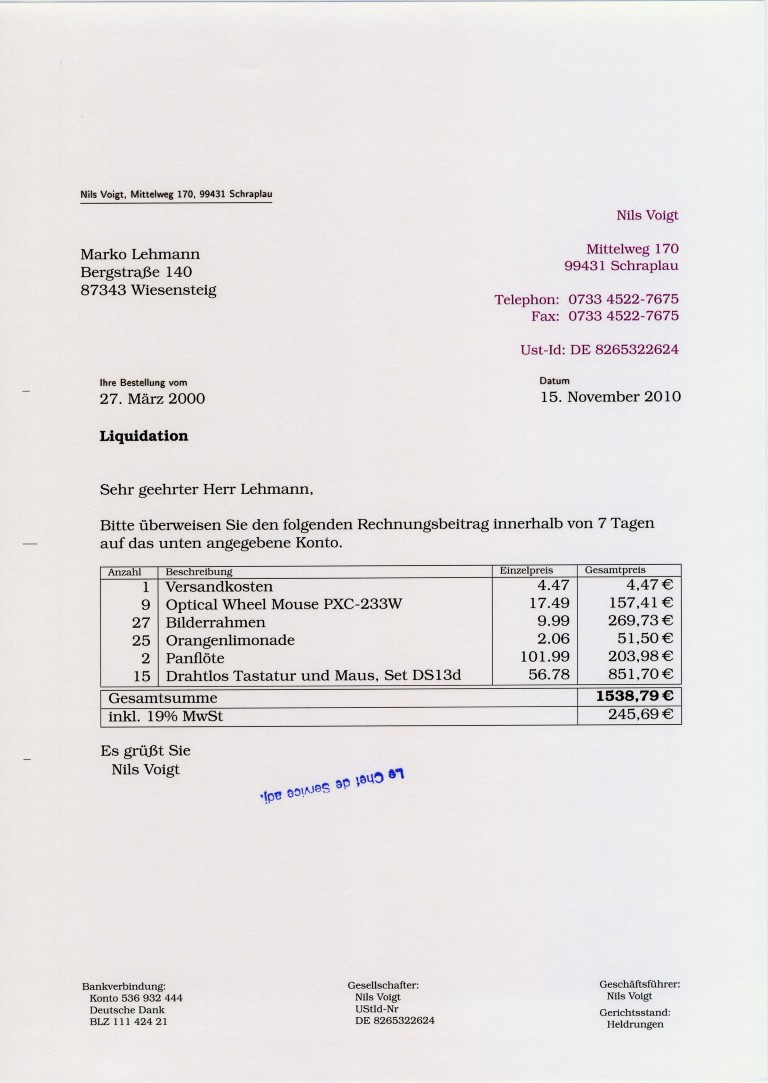 Nils Voigt, Mittelweg 170, 99431 Schraplau
Nils Voigt
Mittelweg 170
99431 Schraplau
Telephon: 0733 4522-7675
Fax: 0733 4522-7675
Ust-Id: DE 8265322624
Marko Lehmann
Bergstraße 140
87343 Wiesensteig
Ihre Bestellung vom
27. März 2000
Datum
15. November 2010
Liquidation
Sehr geehrter Herr Lehmann,
Bitte überweisen Sie den folgenden Rechnungsbeitrag innerhalb von 7 Tagen
auf das unten angegebene Konto.
Anzahl Beschreibung Einzelpreis Gesamtpreis
1 Versandkosten 4.47 4,47 €
9 Optical Wheel Mouse PXC-233W 17.49 157,41 €
27 Bilderrahmen 9.99 269,73 €
25 Orangenlimonade 2.06 51,50 €
2 Panflöte 101.99 203,98 €
15 Drahtlos Tastatur und Maus, Set DS13d 56.78 851,70 €
Gesamtsumme 1538,79 €
inkl. 19% MwSt 245,69 €
Es grüßt Sie
Nils Voigt
Le Chef de Service adj.
Bankverbindung:
Konto 536 932 444
Deutsche Dank
BLZ 111 424 21
Gesellschafter:
Nils Voigt
UStId-Nr
DE 8265322624
Geschäftsführer:
Nils Voigt
Gerichtsstand:
Heldrungen